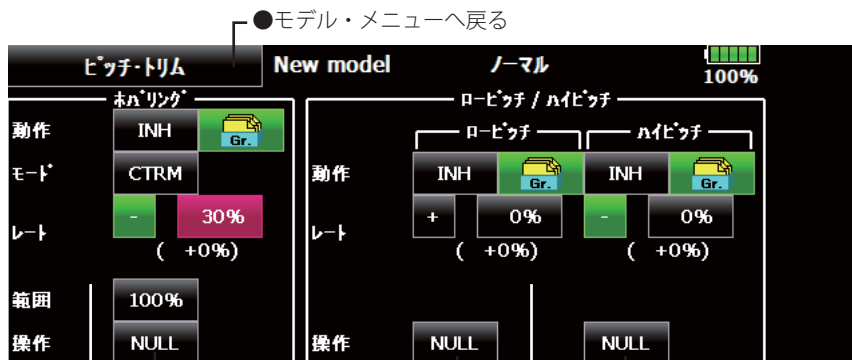 ●モデル・メニューへ戻る
ﾋﾟｯﾁ･ﾄﾘﾑ New model ﾉｰﾏﾙ 100%
ﾎﾊﾞﾘﾝｸﾞ ﾛｰﾋﾟｯﾁ / ﾊｲﾋﾟｯﾁ
ﾛｰﾋﾟｯﾁ ﾊｲﾋﾟｯﾁ
動作 INH Gr.
ﾓｰﾄﾞ CTRM 動作 INH Gr. INH Gr.
ﾚｰﾄ - 30% ﾚｰﾄ + 0% - 0%
( +0%) ( +0%) ( +0%)
範囲 100%
操作 NULL 操作 NULL NULL